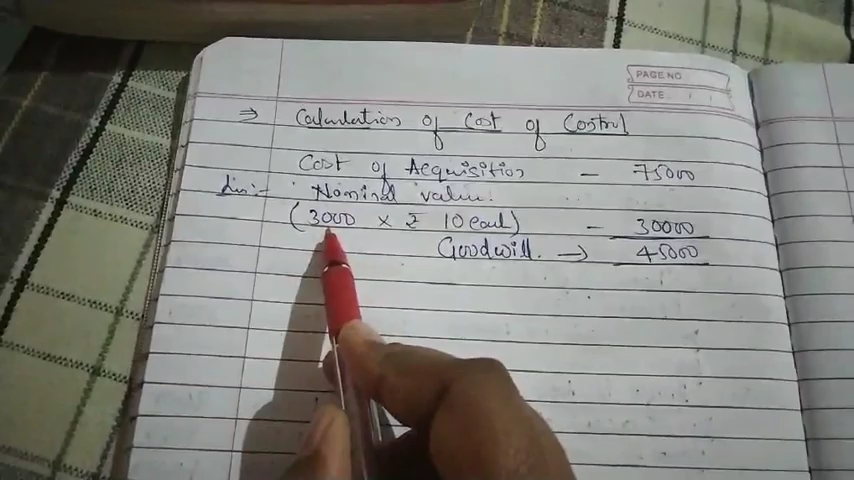 PAGE NO
DATE / /
⇒ Calculation of Cost of Control
Cost of Acquisition - 75000
Less:- Nominal value:
(3000 x ₹ 10 each) - 30000
Goodwill. → 45000